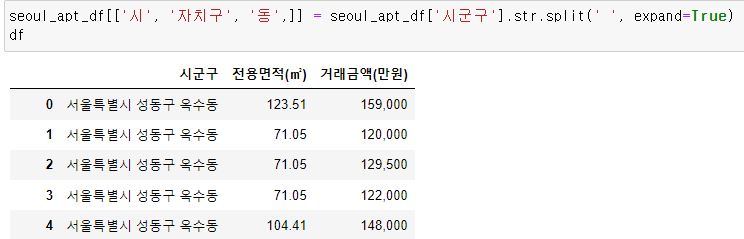 seoul_apt_df[['시', '자치구', '동',]] = seoul_apt_df['시군구'].str.split(' ', expand=True)
df
시군구 전용면적(㎡) 거래금액(만원)
0 서울특별시 성동구 옥수동 123.51 159,000
1 서울특별시 성동구 옥수동 71.05 120,000
2 서울특별시 성동구 옥수동 71.05 129,500
3 서울특별시 성동구 옥수동 71.05 122,000
4 서울특별시 성동구 옥수동 104.41 148,000